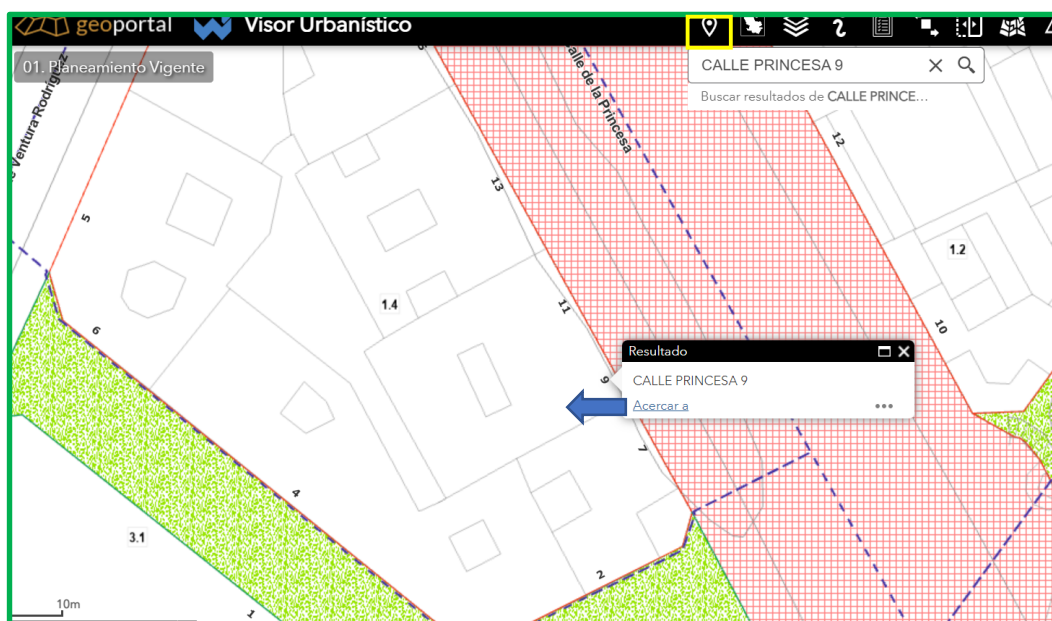 geoportal Visor Urbanístico
01. Planeamiento Vigente
CALLE PRINCESA 9
Buscar resultados de CALLE PRINCE...
Ventura Rodríguez
Calle de la Princesa
12
13
5
1.2
1.4
11
10
6
Resultado
CALLE PRINCESA 9
Acercar a
9
7
4
3.1
2
10m
1